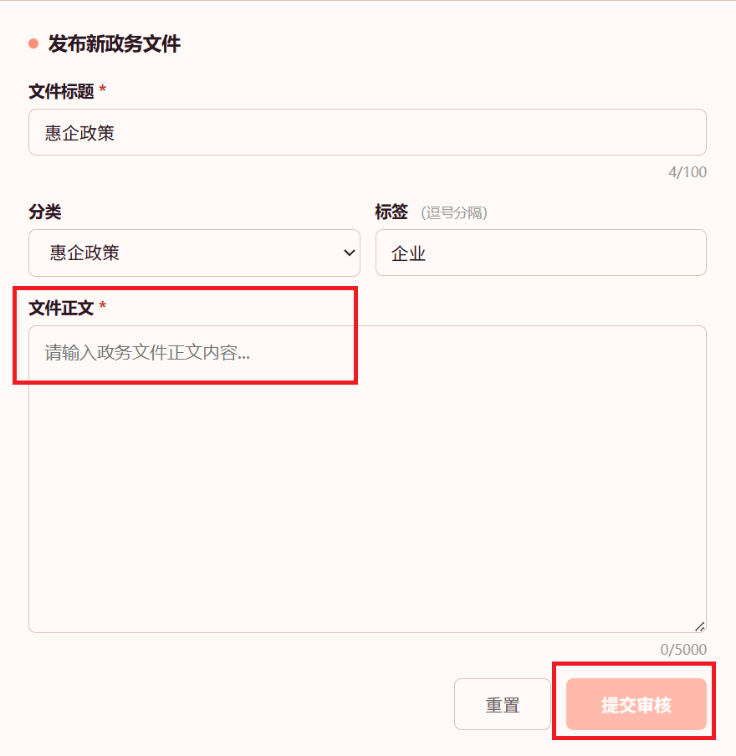 发布新政务文件
文件标题 *
惠企政策
4/100
分类
标签 (逗号分隔)
惠企政策
企业
文件正文 *
请输入政务文件正文内容...
0/5000
重置
提交审核